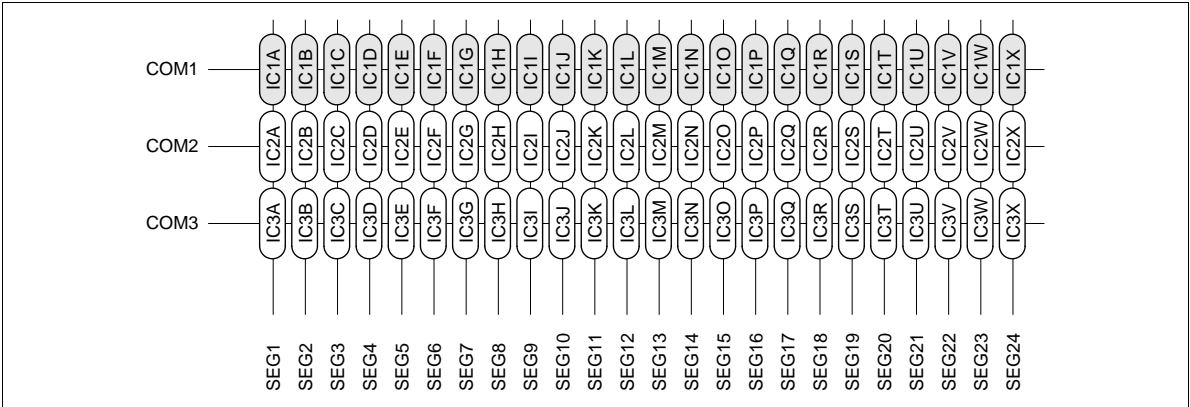 COM1 IC1A IC1B IC1C IC1D IC1E IC1F IC1G IC1H IC1I IC1J IC1K IC1L IC1M IC1N IC1O IC1P IC1Q IC1R IC1S IC1T IC1U IC1V IC1W IC1X
COM2 IC2A IC2B IC2C IC2D IC2E IC2F IC2G IC2H IC2I IC2J IC2K IC2L IC2M IC2N IC2O IC2P IC2Q IC2R IC2S IC2T IC2U IC2V IC2W IC2X
COM3 IC3A IC3B IC3C IC3D IC3E IC3F IC3G IC3H IC3I IC3J IC3K IC3L IC3M IC3N IC3O IC3P IC3Q IC3R IC3S IC3T IC3U IC3V IC3W IC3X
SEG1 SEG2 SEG3 SEG4 SEG5 SEG6 SEG7 SEG8 SEG9 SEG10 SEG11 SEG12 SEG13 SEG14 SEG15 SEG16 SEG17 SEG18 SEG19 SEG20 SEG21 SEG22 SEG23 SEG24